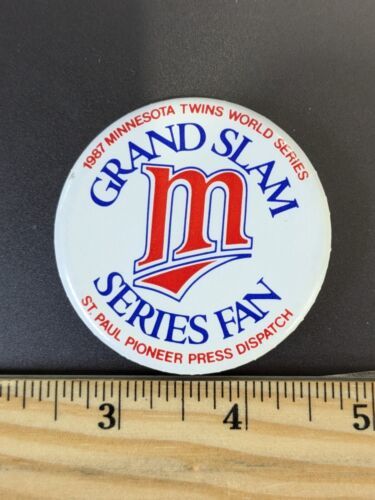 1987 MINNESOTA TWINS WORLD SERIES
GRAND SLAM
m
SERIES FAN
ST. PAUL PIONEER PRESS DISPATCH
3 4 5